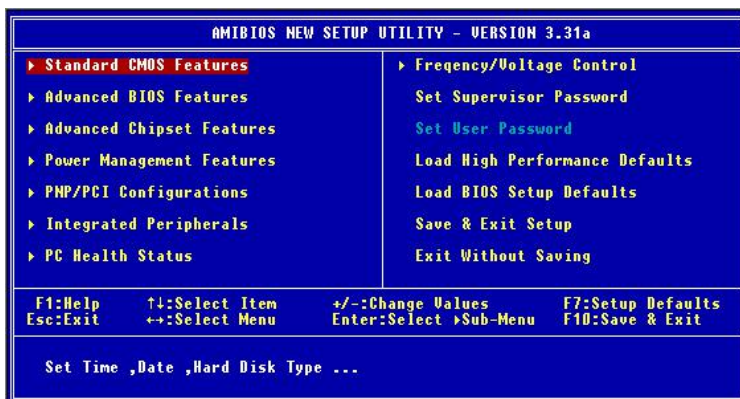 AMIBIOS NEW SETUP UTILITY - VERSION 3.31a
▸ Standard CMOS Features
▸ Advanced BIOS Features
▸ Advanced Chipset Features
▸ Power Management Features
▸ PNP/PCI Configurations
▸ Integrated Peripherals
▸ PC Health Status
▸ Freqency/Voltage Control
Set Supervisor Password
Set User Password
Load High Performance Defaults
Load BIOS Setup Defaults
Save & Exit Setup
Exit Without Saving
F1:Help ↑↓:Select Item +/-:Change Values F7:Setup Defaults
Esc:Exit ↔:Select Menu Enter:Select ▸Sub-Menu F10:Save & Exit
Set Time ,Date ,Hard Disk Type ...